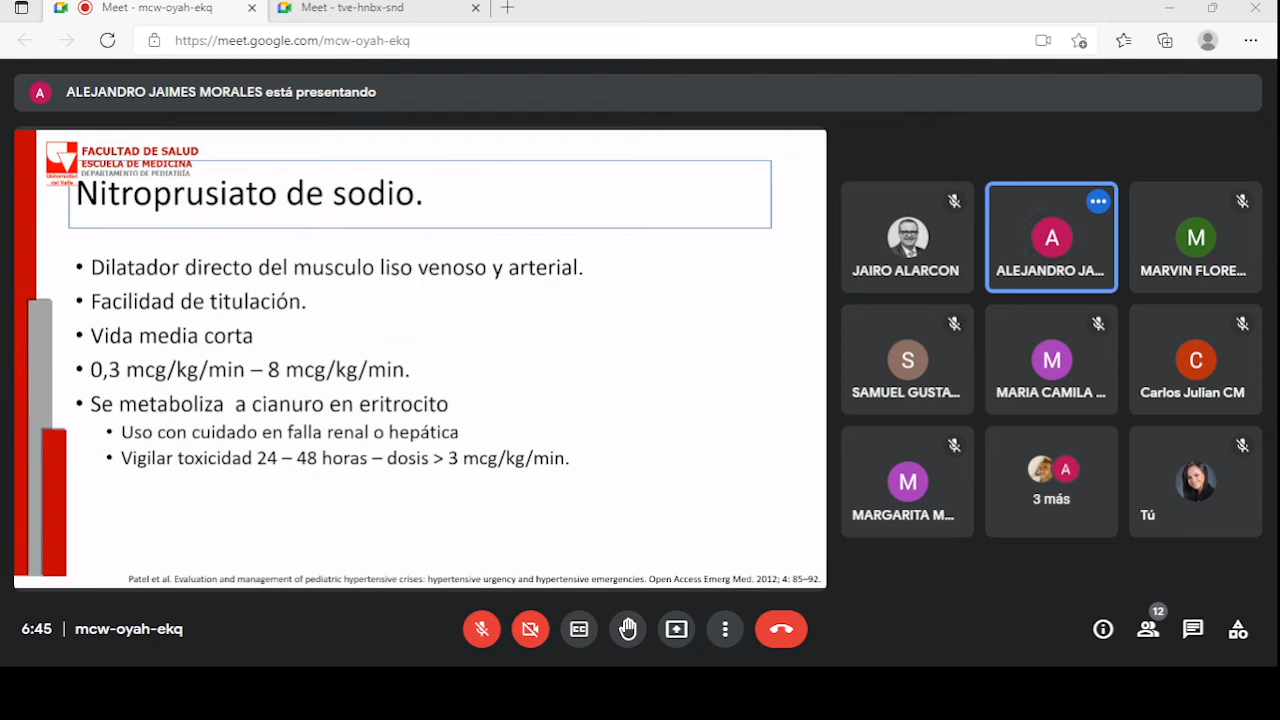 Meet - mcw-oyah-ekq
Meet - tve-hnbx-snd
https://meet.google.com/mcw-oyah-ekq
A
ALEJANDRO JAIMES MORALES está presentando
FACULTAD DE SALUD
ESCUELA DE MEDICINA
DEPARTAMENTO DE PEDIATRÍA
Universidad
del Valle
Nitroprusiato de sodio.
• Dilatador directo del musculo liso venoso y arterial.
• Facilidad de titulación.
• Vida media corta
• 0,3 mcg/kg/min – 8 mcg/kg/min.
• Se metaboliza a cianuro en eritrocito
• Uso con cuidado en falla renal o hepática
• Vigilar toxicidad 24 – 48 horas – dosis > 3 mcg/kg/min.
Patel et al. Evaluation and management of pediatric hypertensive crises: hypertensive urgency and hypertensive emergencies. Open Access Emerg Med. 2012; 4: 85–92.
JAIRO ALARCON
A
ALEJANDRO JA...
M
MARVIN FLORE...
S
SAMUEL GUSTA...
M
MARIA CAMILA ...
C
Carlos Julian CM
M
MARGARITA M...
A
3 más
Tú
6:45
mcw-oyah-ekq
CC
12